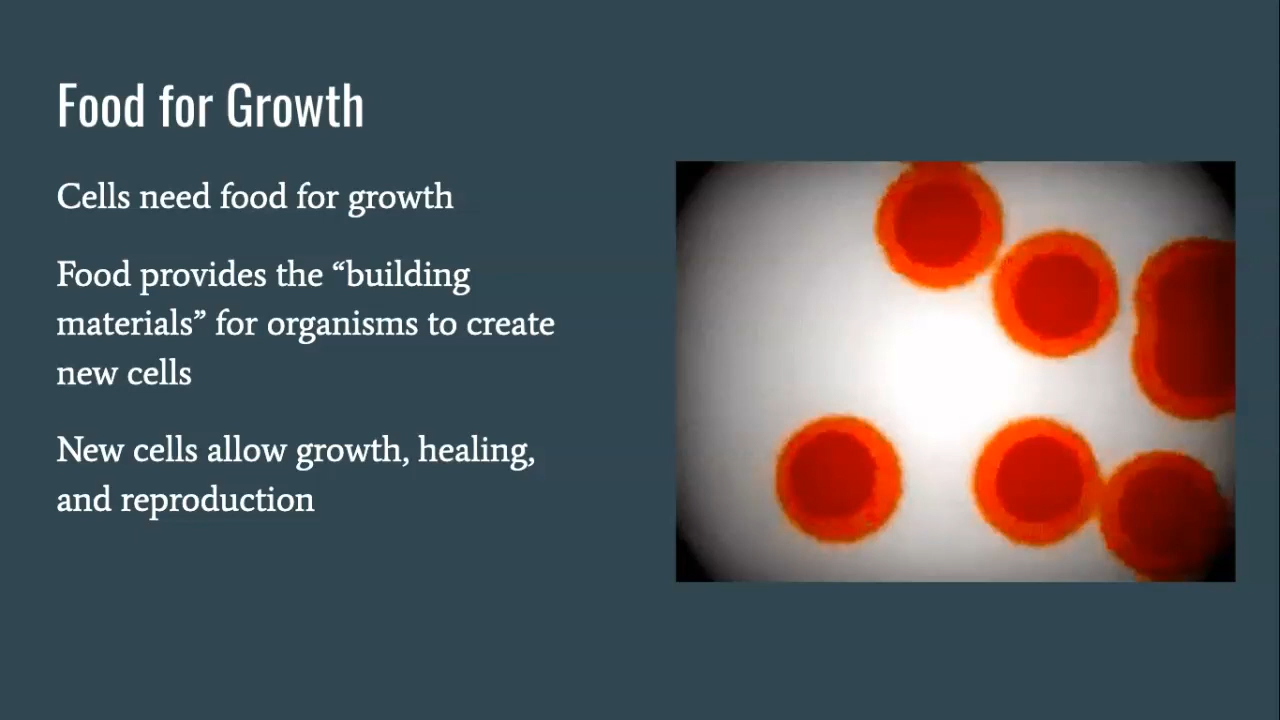 Food for Growth
Cells need food for growth
Food provides the “building
materials” for organisms to create
new cells
New cells allow growth, healing,
and reproduction